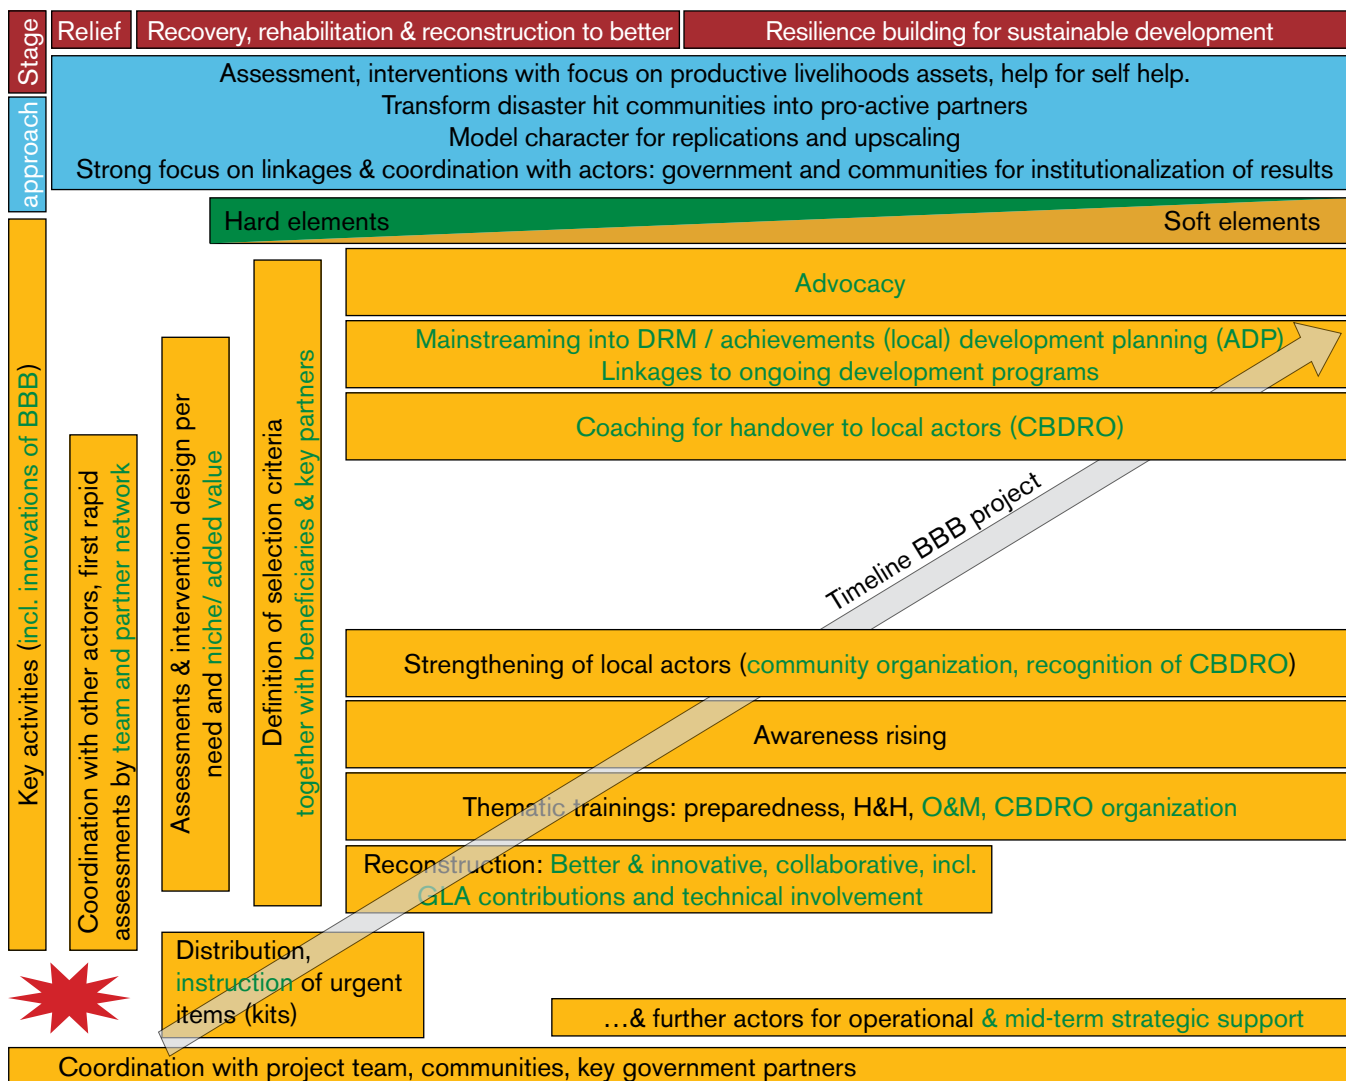 Stage
Relief
Recovery, rehabilitation & reconstruction to better
Resilience building for sustainable development
approach
Assessment, interventions with focus on productive livelihoods assets, help for self help.
Transform disaster hit communities into pro-active partners
Model character for replications and upscaling
Strong focus on linkages & coordination with actors: government and communities for institutionalization of results
Hard elements
Soft elements
Key activities (incl. innovations of BBB)
Coordination with other actors, first rapid
assessments by team and partner network
Assessments & intervention design per
need and niche/ added value
Definition of selection criteria
together with beneficiaries & key partners
Advocacy
Mainstreaming into DRM / achievements (local) development planning (ADP)
Linkages to ongoing development programs
Coaching for handover to local actors (CBDRO)
Timeline BBB project
Strengthening of local actors (community organization, recognition of CBDRO)
Awareness rising
Thematic trainings: preparedness, H&H, O&M, CBDRO organization
Reconstruction: Better & innovative, collaborative, incl.
GLA contributions and technical involvement
Distribution,
instruction of urgent
items (kits)
…& further actors for operational & mid-term strategic support
Coordination with project team, communities, key government partners